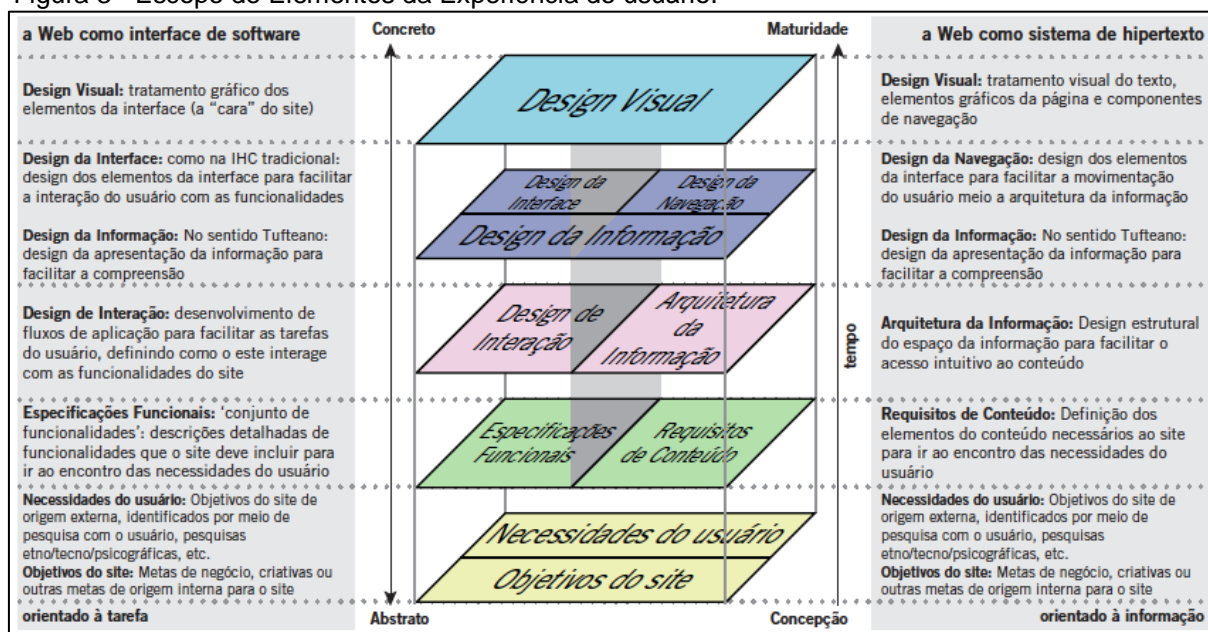 Figura 3 - Escopo de Elementos da Experiência do usuário.
a Web como interface de software
Design Visual: tratamento gráfico dos
elementos da interface (a “cara” do site)
Design da Interface: como na IHC tradicional:
design dos elementos da interface para facilitar
a interação do usuário com as funcionalidades
Design da Informação: No sentido Tufteano:
design da apresentação da informação para
facilitar a compreensão
Design de Interação: desenvolvimento de
fluxos de aplicação para facilitar as tarefas
do usuário, definindo como o este interage
com as funcionalidades do site
Especificações Funcionais: ‘conjunto de
funcionalidades’: descrições detalhadas de
funcionalidades que o site deve incluir para
ir ao encontro das necessidades do usuário
Necessidades do usuário: Objetivos do site de
origem externa, identificados por meio de
pesquisa com o usuário, pesquisas
etno/tecno/psicográficas, etc.
Objetivos do site: Metas de negócio, criativas ou
outras metas de origem interna para o site
orientado à tarefa
Concreto
Maturidade
Design Visual
Design da
Interface
Design da
Navegação
Design da Informação
Design de
Interação
Arquitetura
da
Informação
tempo
Especificações
Funcionais
Requisitos
de Conteúdo
Necessidades do usuário
Objetivos do site
Abstrato
Concepção
a Web como sistema de hipertexto
Design Visual: tratamento visual do texto,
elementos gráficos da página e componentes
de navegação
Design da Navegação: design dos elementos
da interface para facilitar a movimentação
do usuário meio a arquitetura da informação
Design da Informação: No sentido Tufteano:
design da apresentação da informação para
facilitar a compreensão
Arquitetura da Informação: Design estrutural
do espaço da informação para facilitar o
acesso intuitivo ao conteúdo
Requisitos de Conteúdo: Definição dos
elementos do conteúdo necessários ao site
para ir ao encontro das necessidades do
usuário
Necessidades do usuário: Objetivos do site de
origem externa, identificados por meio de
pesquisa com o usuário, pesquisas
etno/tecno/psicográficas, etc.
Objetivos do site: Metas de negócio, criativas ou
outras metas de origem interna para o site
orientado à informação